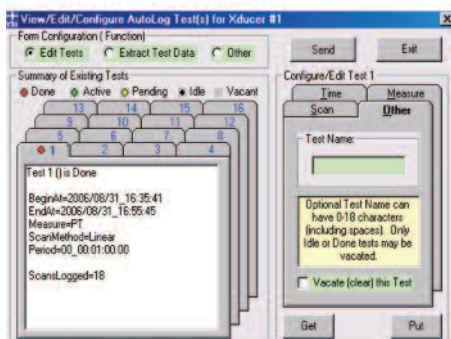 View/Edit/Configure AutoLog Test(s) for Xducer #1
Form Configuration ( Function)
Edit Tests
Extract Test Data
Other
Send
Exit
Summary of Existing Tests
Done
Active
Pending
Idle
Vacant
13 14 15 16
9 10 11 12
5 6 7 8
1 2 3 4
Test 1 () is Done
BeginAt=2006/08/31_16:35:41
EndAt=2006/08/31_16:55:45
Measure=PT
ScanMethod=Linear
Period=00_00:01:00.00
ScansLogged=18
Configure/Edit Test 1
Time
Measure
Scan
Other
Test Name:
Optional Test Name can
have 0-18 characters
(including spaces). Only
Idle or Done tests may be
vacated.
Vacate (clear) this Test
Get
Put